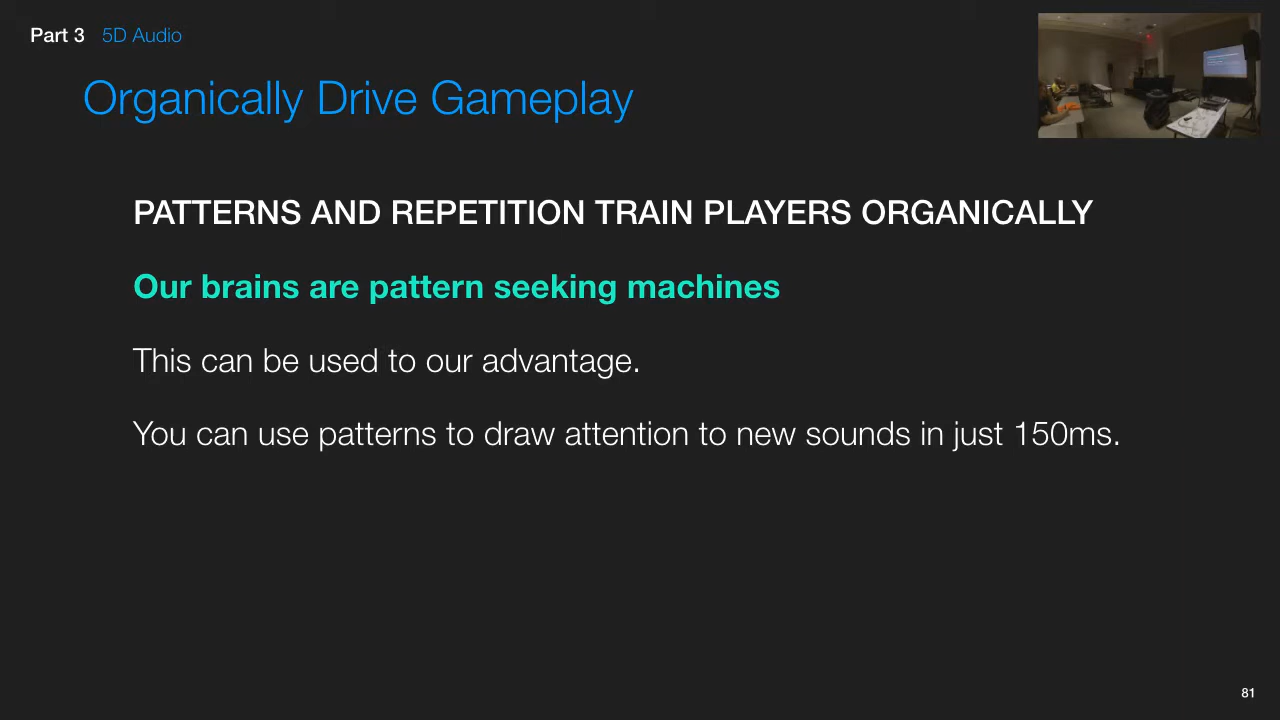 Part 3 5D Audio
Organically Drive Gameplay
PATTERNS AND REPETITION TRAIN PLAYERS ORGANICALLY
Our brains are pattern seeking machines
This can be used to our advantage.
You can use patterns to draw attention to new sounds in just 150ms.
81